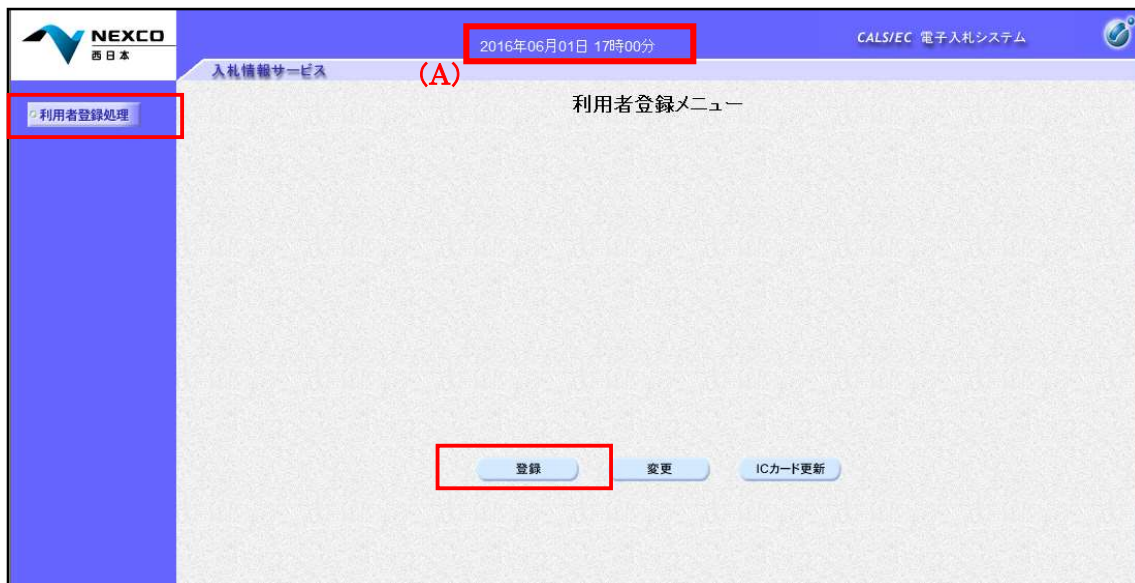 NEXCO
西日本
2016年06月01日 17時00分
CALS/EC 電子入札システム
入札情報サービス
(A)
利用者登録処理
利用者登録メニュー
登録
変更
ICカード更新